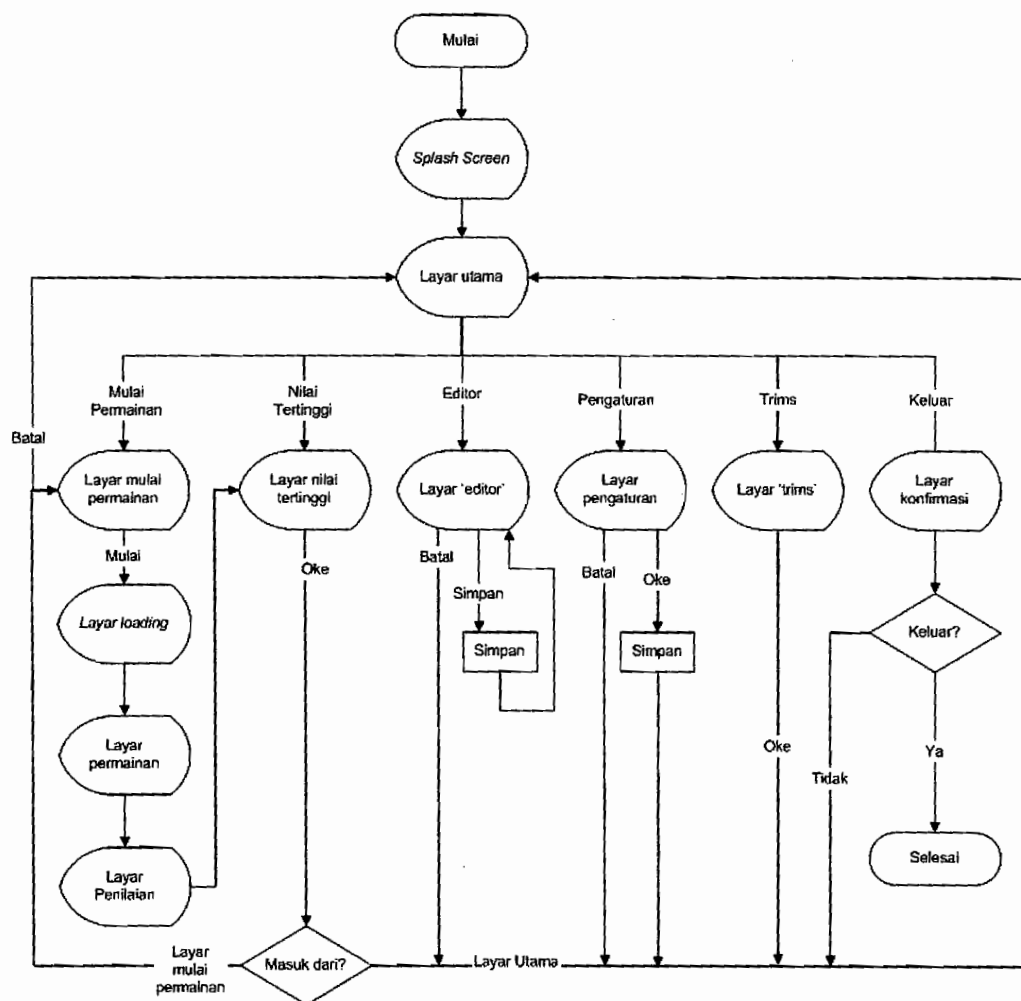 Mulai
Splash Screen
Layar utama
Mulai
Permainan
Nilai
Tertinggi
Editor
Pengaturan
Trims
Keluar
Batal
Layar mulai
permainan
Layar nilai
tertinggi
Layar 'editor'
Layar
pengaturan
Layar 'trims'
Layar
konfirmasi
Mulai
Oke
Batal
Simpan
Batal
Oke
Layar loading
Simpan
Simpan
Keluar?
Layar
permainan
Oke
Tidak
Ya
Layar
Penilaian
Selesai
Layar
mulai
permainan
Masuk dari?
Layar Utama